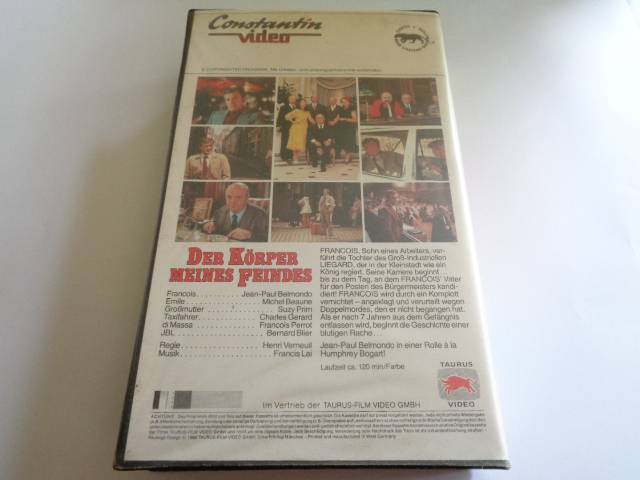 Constantin
video
DER KÖRPER
MEINES FEINDES
Francois Jean-Paul Belmondo
Emile Michel Beaune
Großmutter Suzy Prim
Taxifahrer Charles Gerard
di Massa Francois Perrot
JBL Bernard Blier
Regie Henri Verneuil
Musik Francis Lai
FRANCOIS, Sohn eines Arbeiters, ver-
führt die Tochter des Groß-Industriellen
LIEGARD, der in der Kleinstadt wie ein
König regiert. Seine Karriere beginnt
bis zu dem Tag, an dem FRANCOIS' Vater
für den Posten des Bürgermeisters kandi-
diert! FRANCOIS wird durch ein Komplott
vernichtet – angeklagt und verurteilt wegen
Doppelmordes, den er nicht begangen hat.
Als er nach 7 Jahren aus dem Gefängnis
entlassen wird, beginnt die Geschichte einer
blutigen Rache ...
Jean-Paul Belmondo in einer Rolle à la
Humphrey Bogart!
Laufzeit ca. 120 min/Farbe
TAURUS
VIDEO
Im Vertrieb der TAURUS-FILM VIDEO GMBH